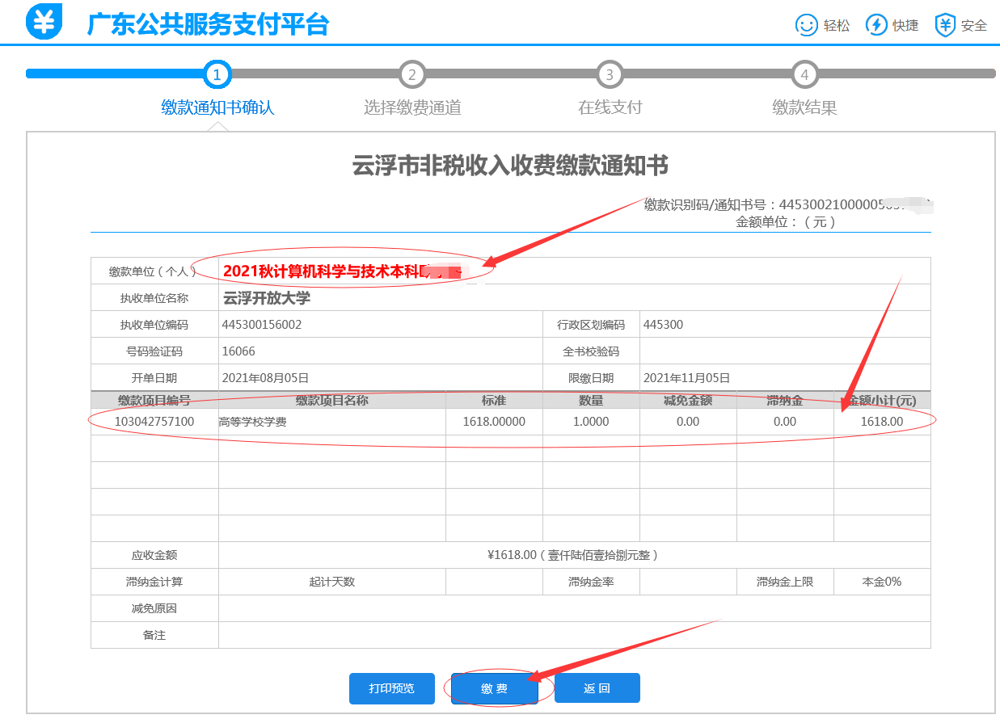 ¥ 广东公共服务支付平台 轻松 快捷 ¥ 安全
1 2 3 4
缴款通知书确认 选择缴费通道 在线支付 缴款结果
云浮市非税收入收费缴款通知书
缴款识别码/通知书号：44530021000005
金额单位：（元）
缴款单位（个人） 2021秋计算机科学与技术本科
执收单位名称 云浮开放大学
执收单位编码 445300156002 行政区划编码 445300
号码验证码 16066 全书校验码
开单日期 2021年08月05日 限缴日期 2021年11月05日
缴款项目编号 缴款项目名称 标准 数量 减免金额 滞纳金 金额小计(元)
103042757100 高等学校学费 1618.00000 1.0000 0.00 0.00 1618.00
应收金额 ¥1618.00（壹仟陆佰壹拾捌元整）
滞纳金计算 起计天数 滞纳金率 滞纳金上限 本金0%
减免原因
备注
打印预览 缴 费 返 回